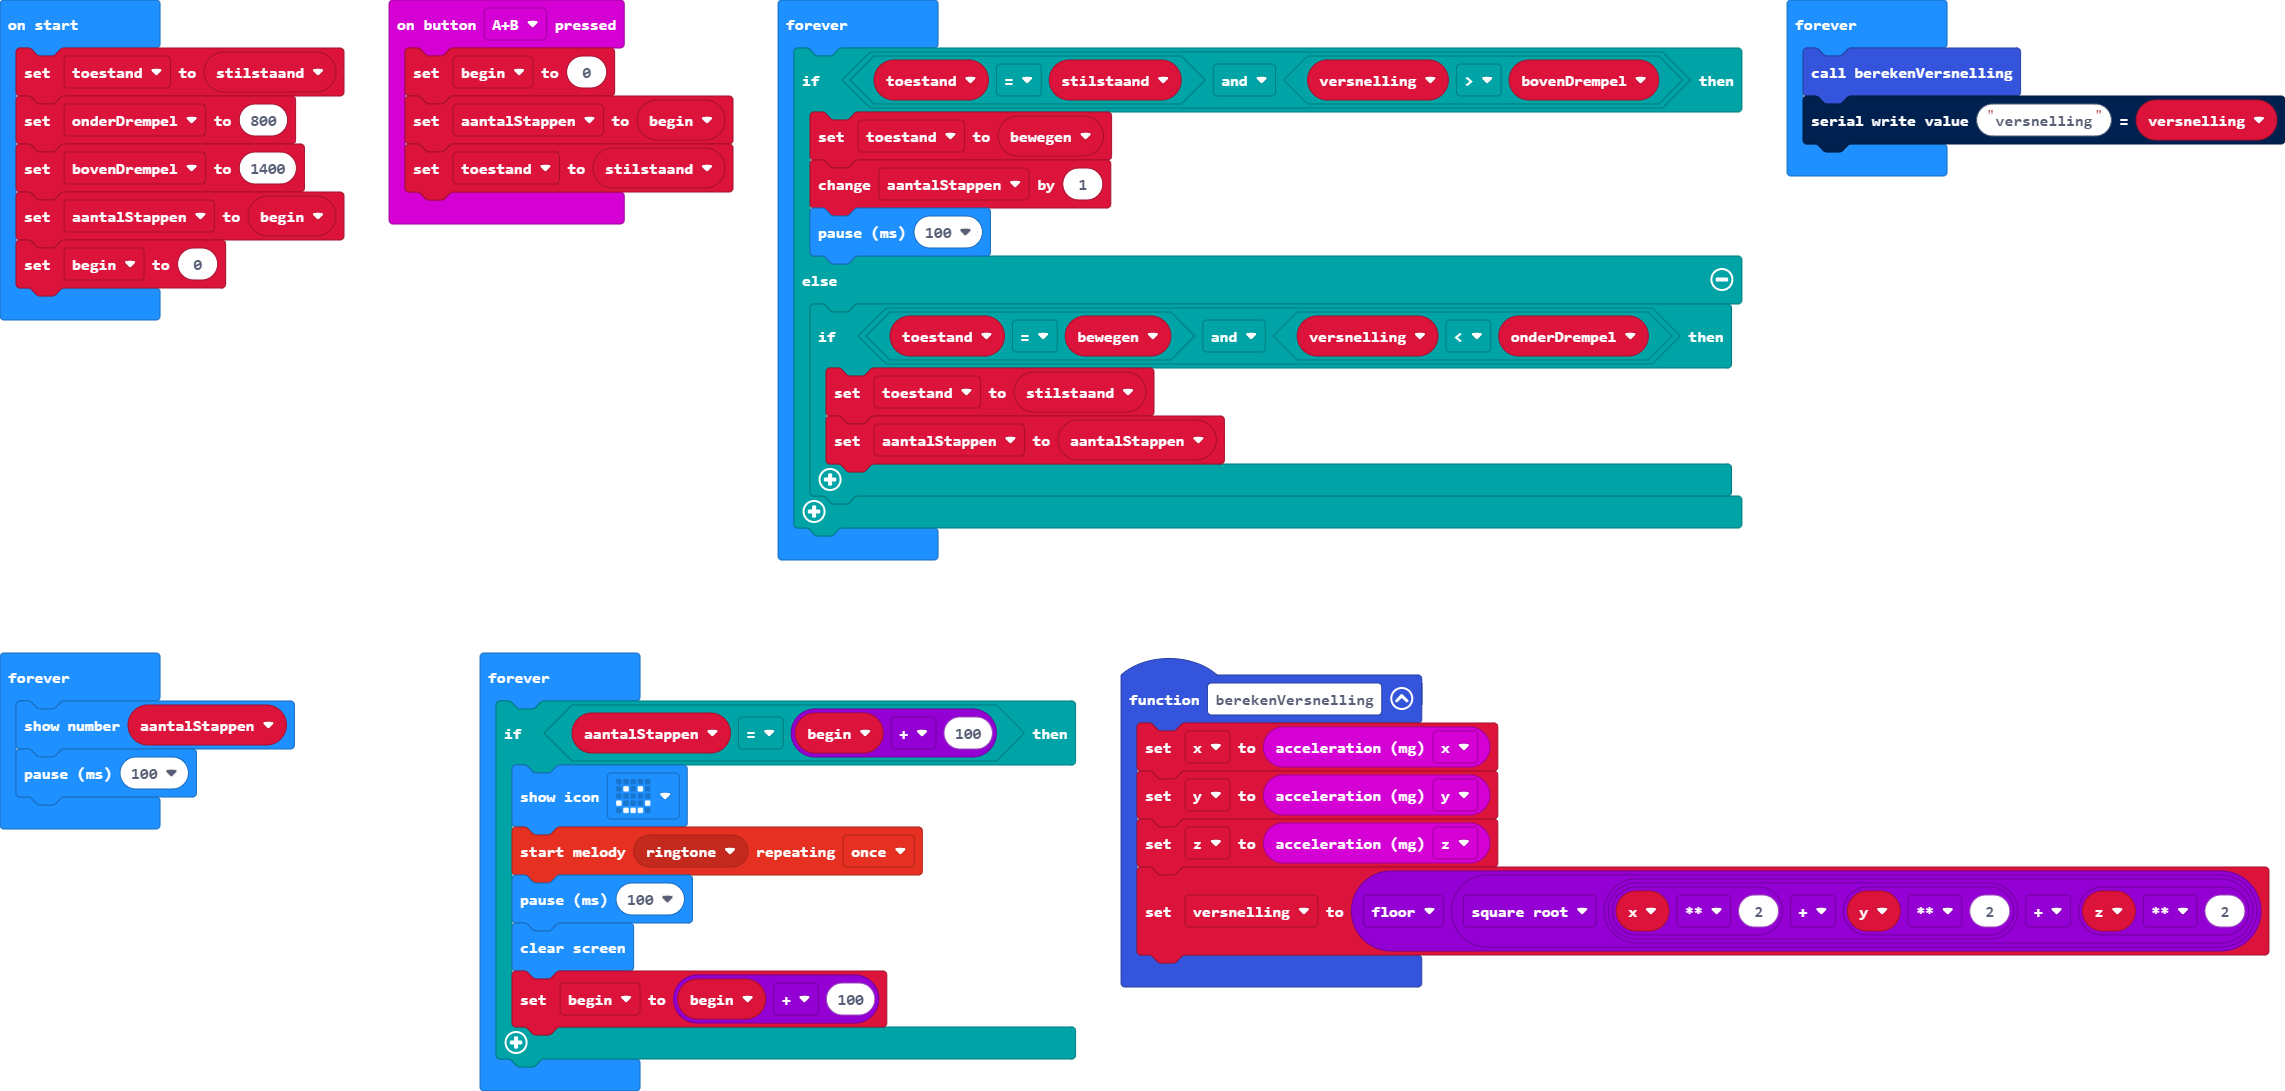 on start
set toestand to stilstaand
set onderDrempel to 800
set bovenDrempel to 1400
set aantalStappen to begin
set begin to 0
on button A+B pressed
set begin to 0
set aantalStappen to begin
set toestand to stilstaand
forever
if toestand = stilstaand and versnelling > bovenDrempel then
set toestand to bewegen
change aantalStappen by 1
pause (ms) 100
else
if toestand = bewegen and versnelling < onderDrempel then
set toestand to stilstaand
set aantalStappen to aantalStappen
forever
call berekenVersnelling
serial write value "versnelling" = versnelling
forever
show number aantalStappen
pause (ms) 100
forever
if aantalStappen = begin + 100 then
show icon
start melody ringtone repeating once
pause (ms) 100
clear screen
set begin to begin + 100
function berekenVersnelling
set x to acceleration (mg) x
set y to acceleration (mg) y
set z to acceleration (mg) z
set versnelling to floor square root x ** 2 + y ** 2 + z ** 2